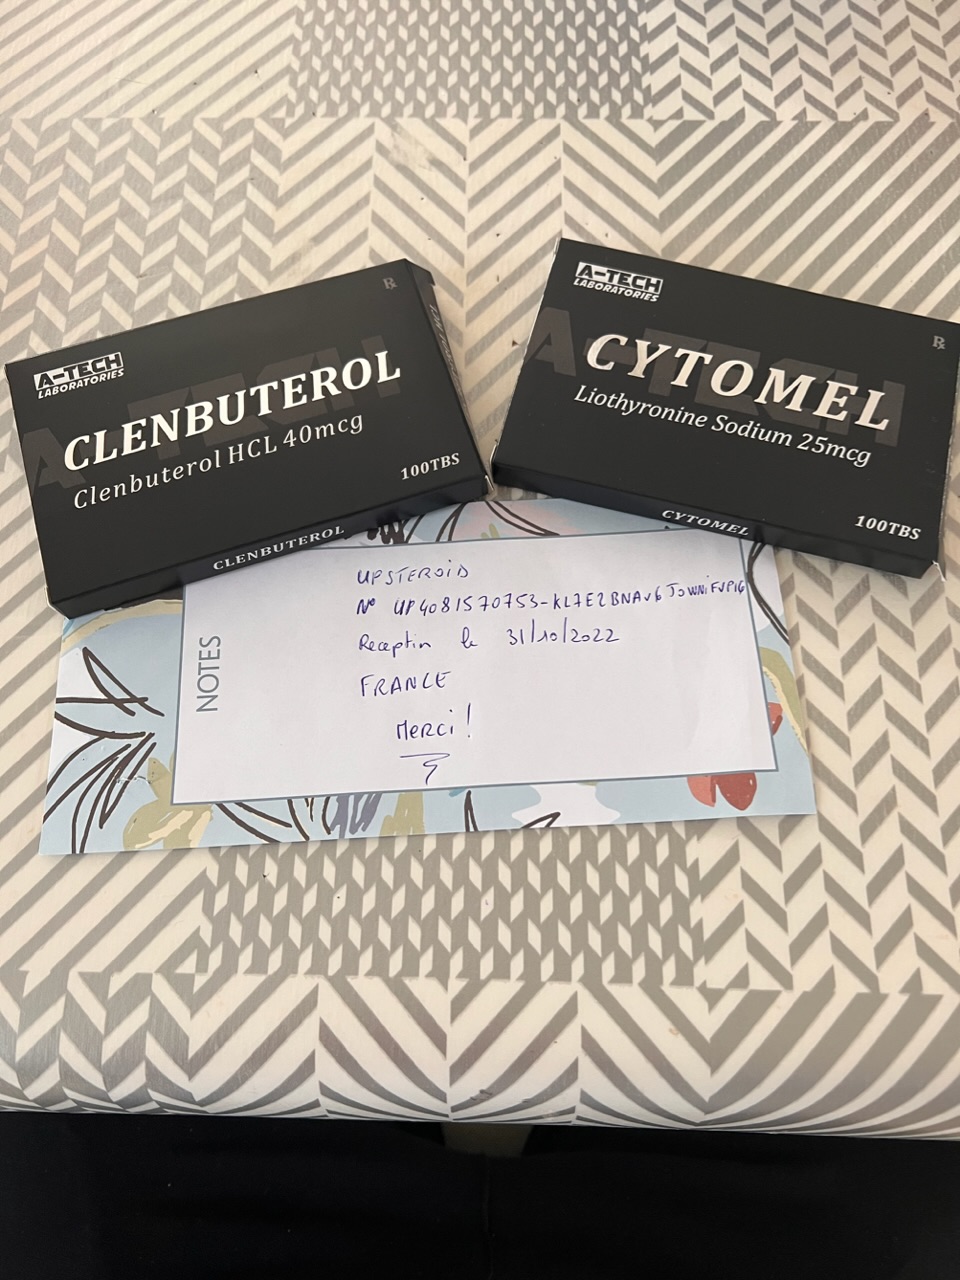 A-TECH
LABORATORIES
℞
CLENBUTEROL
Clenbuterol HCL 40mcg
100TBS
CLENBUTEROL
A-TECH
LABORATORIES
℞
CYTOMEL
Liothyronine Sodium 25mcg
100TBS
CYTOMEL
NOTES
UPSTEROID
N° UP4081570753-KL7E2BNAV6JOWNiFVPIG
Reception le 31/10/2022
FRANCE
MERCi !